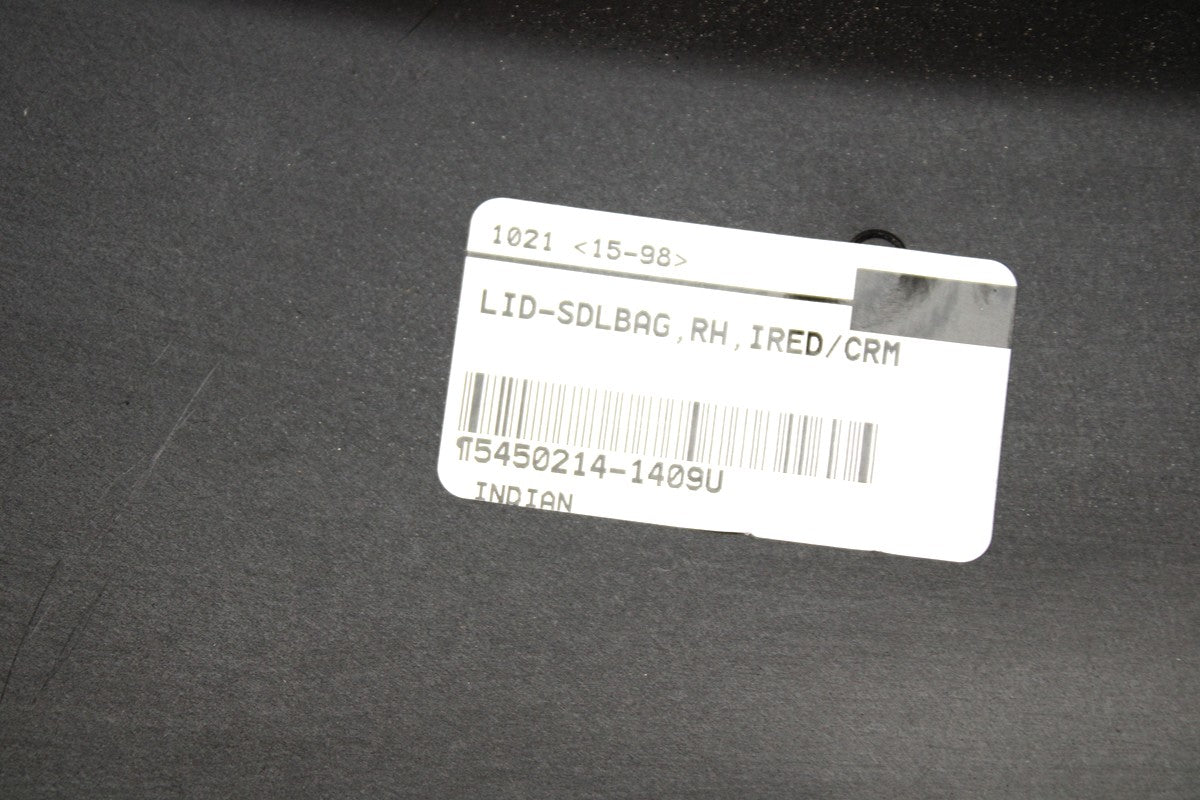 1021 <15-98>
LID-SDLBAG,RH,IRED/CRM
¶5450214-1409U
INDIAN